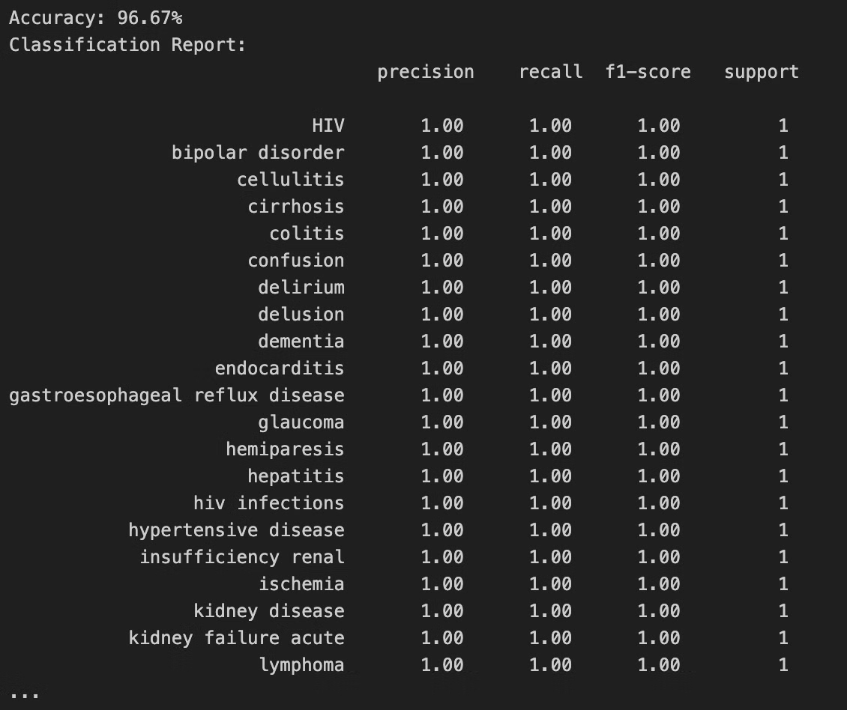 Accuracy: 96.67%
Classification Report:
precision recall f1-score support
HIV 1.00 1.00 1.00 1
bipolar disorder 1.00 1.00 1.00 1
cellulitis 1.00 1.00 1.00 1
cirrhosis 1.00 1.00 1.00 1
colitis 1.00 1.00 1.00 1
confusion 1.00 1.00 1.00 1
delirium 1.00 1.00 1.00 1
delusion 1.00 1.00 1.00 1
dementia 1.00 1.00 1.00 1
endocarditis 1.00 1.00 1.00 1
gastroesophageal reflux disease 1.00 1.00 1.00 1
glaucoma 1.00 1.00 1.00 1
hemiparesis 1.00 1.00 1.00 1
hepatitis 1.00 1.00 1.00 1
hiv infections 1.00 1.00 1.00 1
hypertensive disease 1.00 1.00 1.00 1
insufficiency renal 1.00 1.00 1.00 1
ischemia 1.00 1.00 1.00 1
kidney disease 1.00 1.00 1.00 1
kidney failure acute 1.00 1.00 1.00 1
lymphoma 1.00 1.00 1.00 1
...